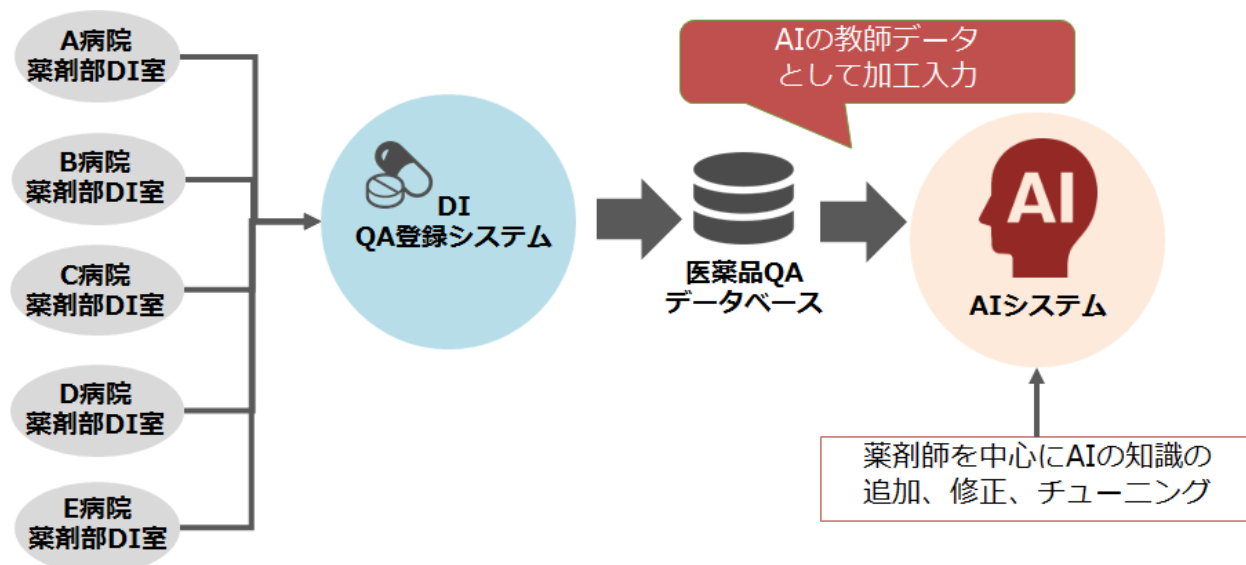 A病院
薬剤部DI室
B病院
薬剤部DI室
C病院
薬剤部DI室
D病院
薬剤部DI室
E病院
薬剤部DI室
DI
QA登録システム
医薬品QA
データベース
AIの教師データ
として加工入力
AI
AIシステム
薬剤師を中心にAIの知識の
追加、修正、チューニング